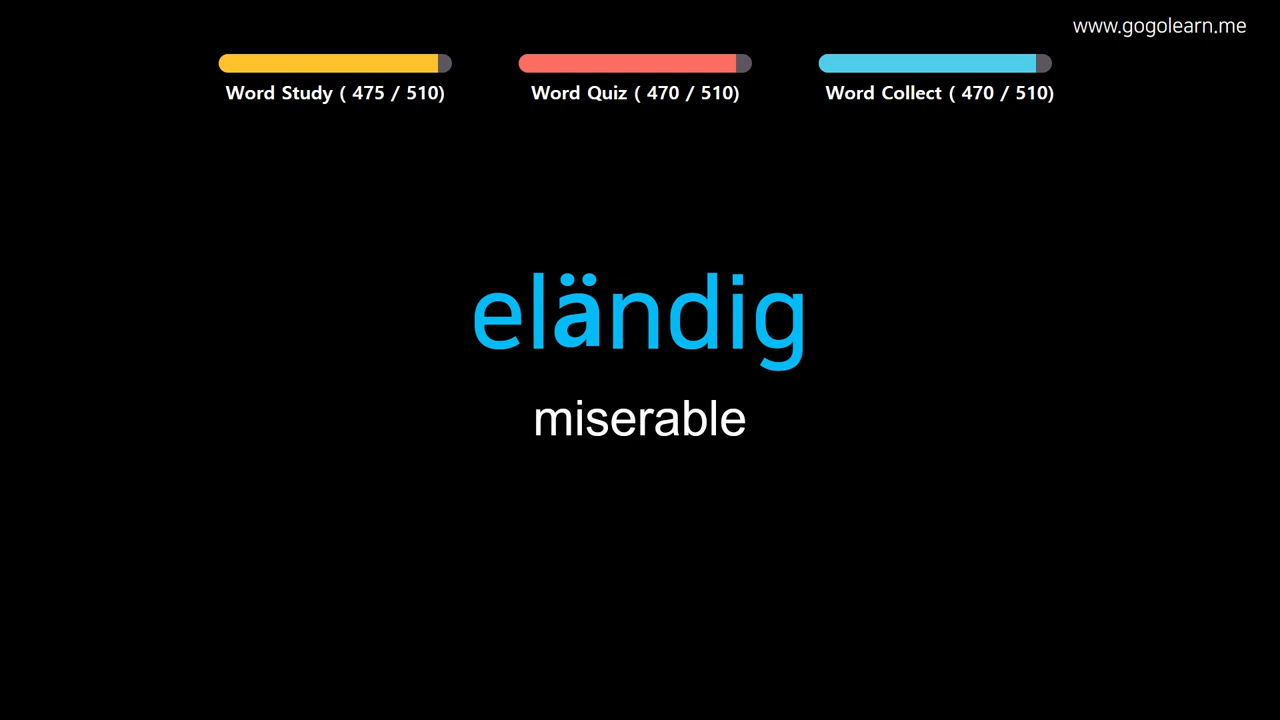 www.gogolearn.me
Word Study ( 475 / 510)
Word Quiz ( 470 / 510)
Word Collect ( 470 / 510)
eländig
miserable